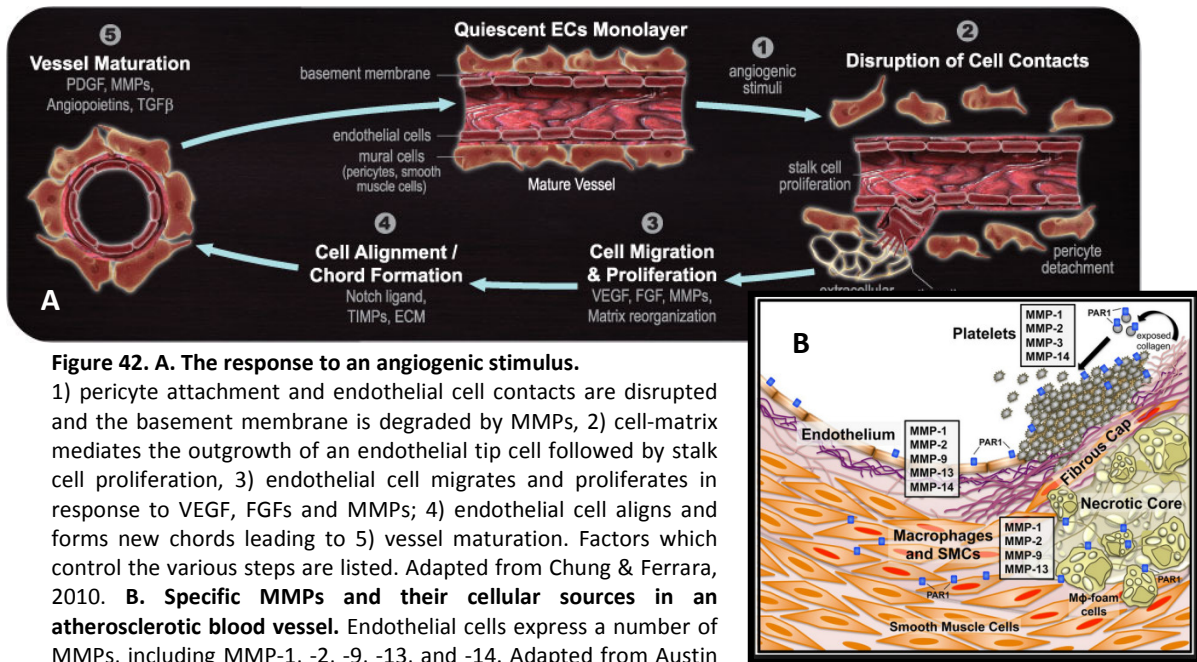 5
Vessel Maturation
PDGF, MMPs,
Angiopoietins, TGFβ
Quiescent ECs Monolayer
basement membrane
endothelial cells
mural cells
(pericytes, smooth
muscle cells)
Mature Vessel
1
angiogenic
stimuli
2
Disruption of Cell Contacts
stalk cell
proliferation
pericyte
detachment
extracellular
3
Cell Migration
& Proliferation
VEGF, FGF, MMPs,
Matrix reorganization
4
Cell Alignment /
Chord Formation
Notch ligand,
TIMPs, ECM
A
B
Platelets
MMP-1
MMP-2
MMP-3
MMP-14
PAR1
exposed
collagen
Endothelium
MMP-1
MMP-2
MMP-9
MMP-13
MMP-14
PAR1
Fibrous Cap
Necrotic Core
Macrophages
and SMCs
MMP-1
MMP-2
MMP-9
MMP-13
PAR1
PAR1
Mϕ-foam
cells
Smooth Muscle Cells
Figure 42. A. The response to an angiogenic stimulus.
1) pericyte attachment and endothelial cell contacts are disrupted
and the basement membrane is degraded by MMPs, 2) cell-matrix
mediates the outgrowth of an endothelial tip cell followed by stalk
cell proliferation, 3) endothelial cell migrates and proliferates in
response to VEGF, FGFs and MMPs; 4) endothelial cell aligns and
forms new chords leading to 5) vessel maturation. Factors which
control the various steps are listed. Adapted from Chung & Ferrara,
2010. B. Specific MMPs and their cellular sources in an
atherosclerotic blood vessel. Endothelial cells express a number of
MMPs, including MMP-1, -2, -9, -13, and -14. Adapted from Austin